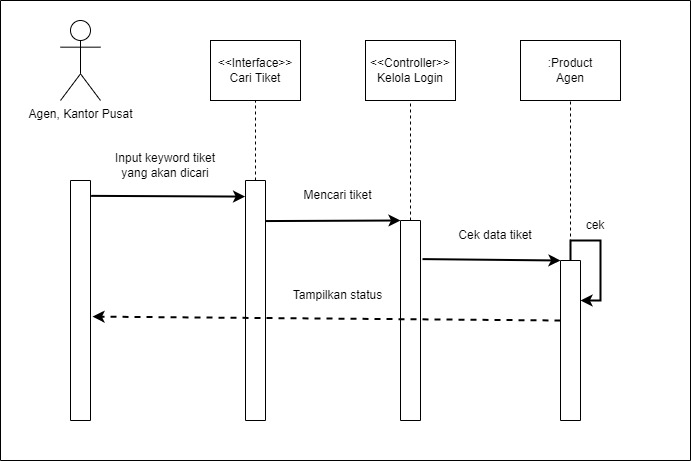 <<Interface>>
Cari Tiket
<<Controller>>
Kelola Login
:Product
Agen
Agen, Kantor Pusat
Input keyword tiket
yang akan dicari
Mencari tiket
Cek data tiket
cek
Tampilkan status